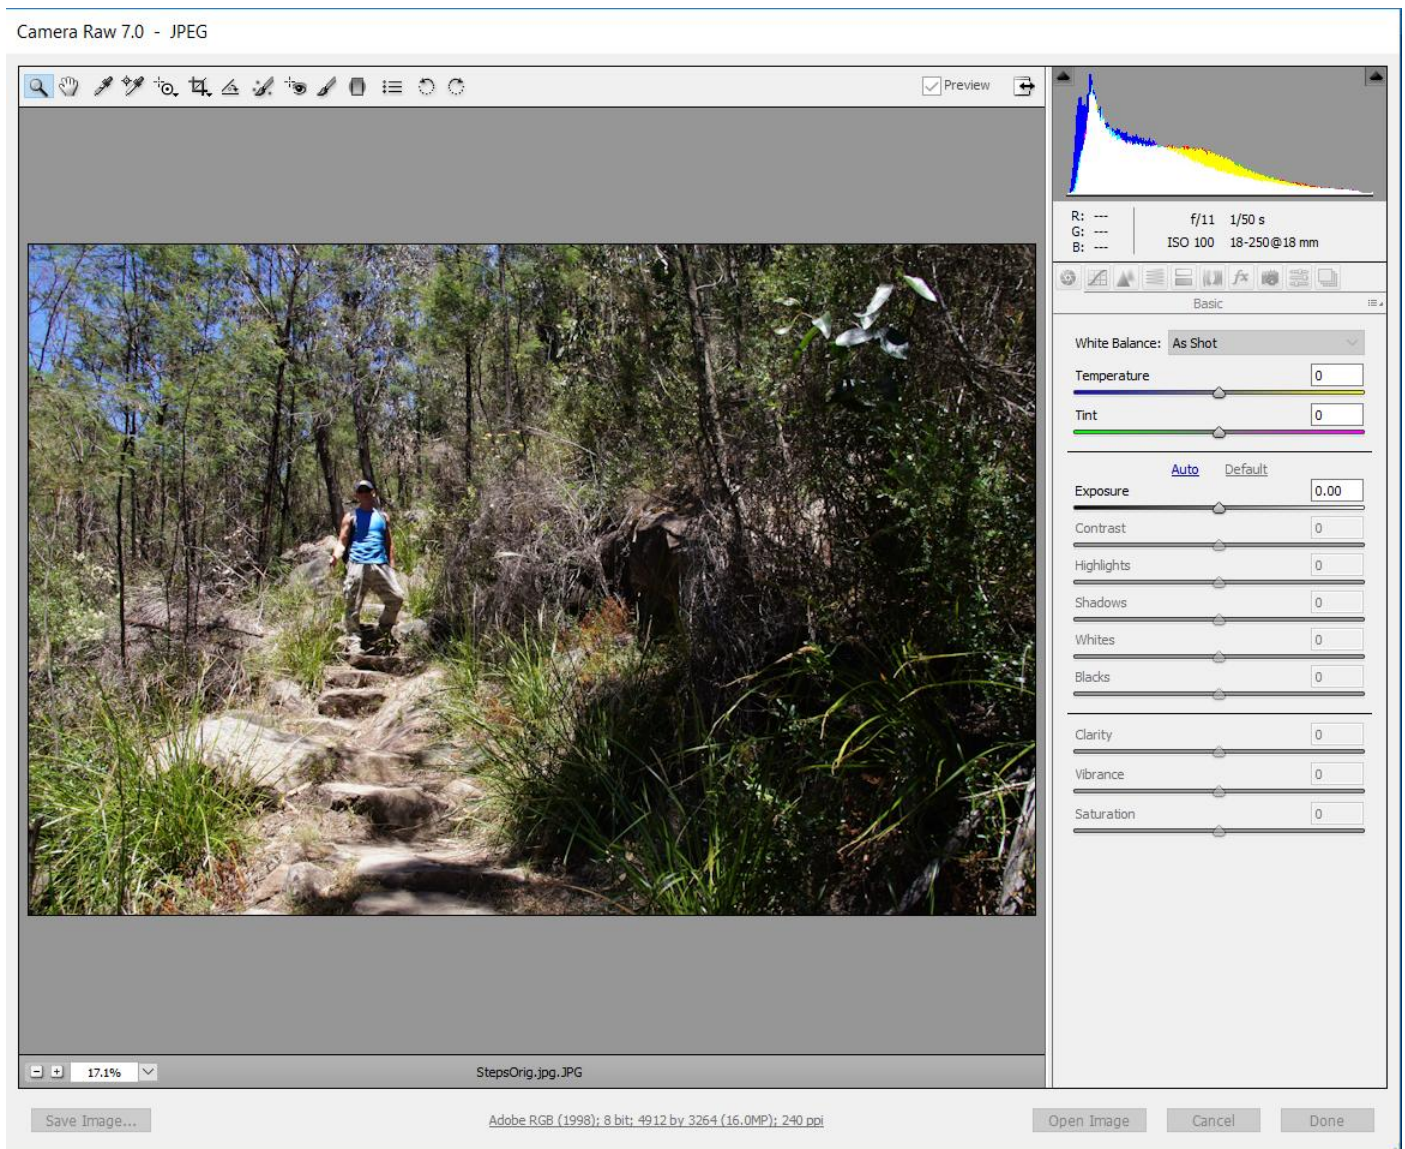 Camera Raw 7.0 - JPEG
Preview
R: ---
G: ---
B: ---
f/11 1/50 s
ISO 100 18-250@18 mm
fx
Basic
White Balance: As Shot
Temperature 0
Tint 0
Auto Default
Exposure 0.00
Contrast 0
Highlights 0
Shadows 0
Whites 0
Blacks 0
Clarity 0
Vibrance 0
Saturation 0
17.1%
StepsOrig.jpg.JPG
Save Image...
Adobe RGB (1998); 8 bit; 4912 by 3264 (16.0MP); 240 ppi
Open Image
Cancel
Done